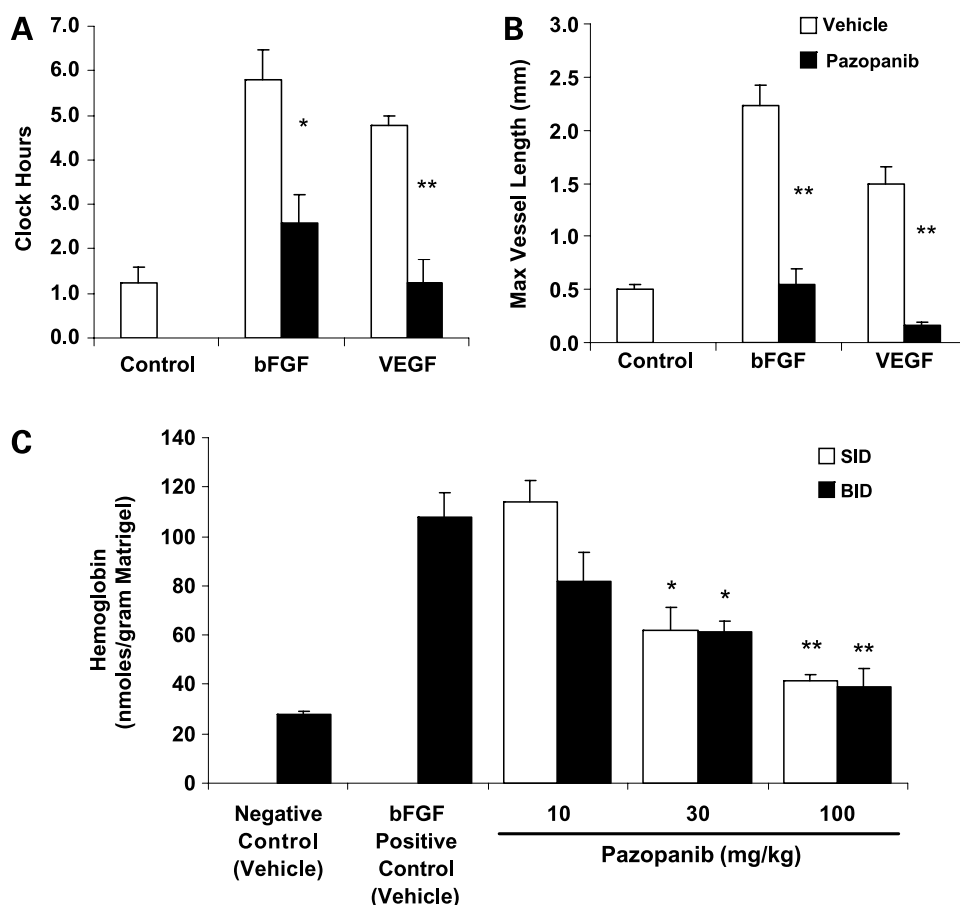 A
7.0
6.0
5.0
4.0
3.0
2.0
1.0
0.0
Clock Hours
*
**
Control bFGF VEGF
B
3.0
2.5
2.0
1.5
1.0
0.5
0.0
Max Vessel Length (mm)
Vehicle
Pazopanib
**
**
Control bFGF VEGF
C
140
120
100
80
60
40
20
0
Hemoglobin
(nmoles/gram Matrigel)
SID
BID
* *
** **
Negative
Control
(Vehicle)
bFGF
Positive
Control
(Vehicle)
10 30 100
Pazopanib (mg/kg)